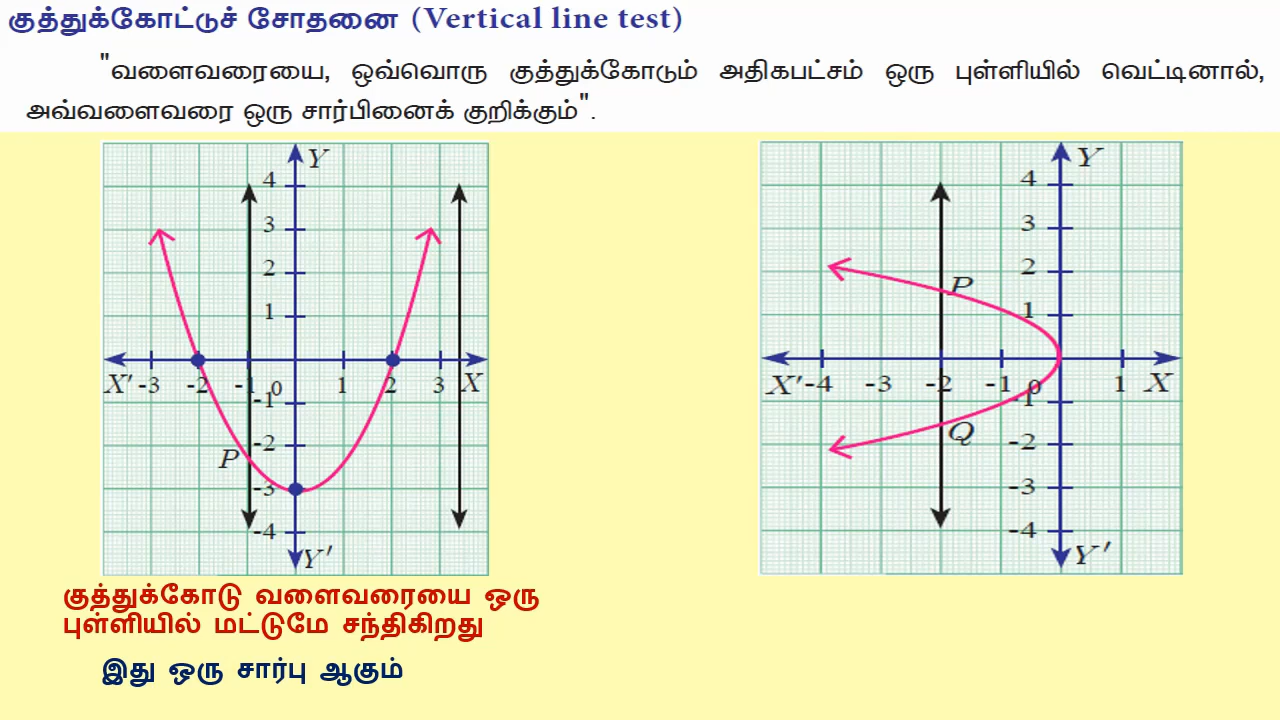 குத்துக்கோட்டுச் சோதனை (Vertical line test)
"வளைவரையை, ஒவ்வொரு குத்துக்கோடும் அதிகபட்சம் ஒரு புள்ளியில் வெட்டினால்,
அவ்வளைவரை ஒரு சார்பினைக் குறிக்கும்".
Y
4
3
2
1
X' -3 -2 -1 0 1 2 3 X
-1
-2
P
-3
-4
Y'
Y
4
3
2
P
1
X' -4 -3 -2 -1 0 1 X
-1
Q
-2
-3
-4
Y'
குத்துக்கோடு வளைவரையை ஒரு
புள்ளியில் மட்டுமே சந்திகிறது
இது ஒரு சார்பு ஆகும்